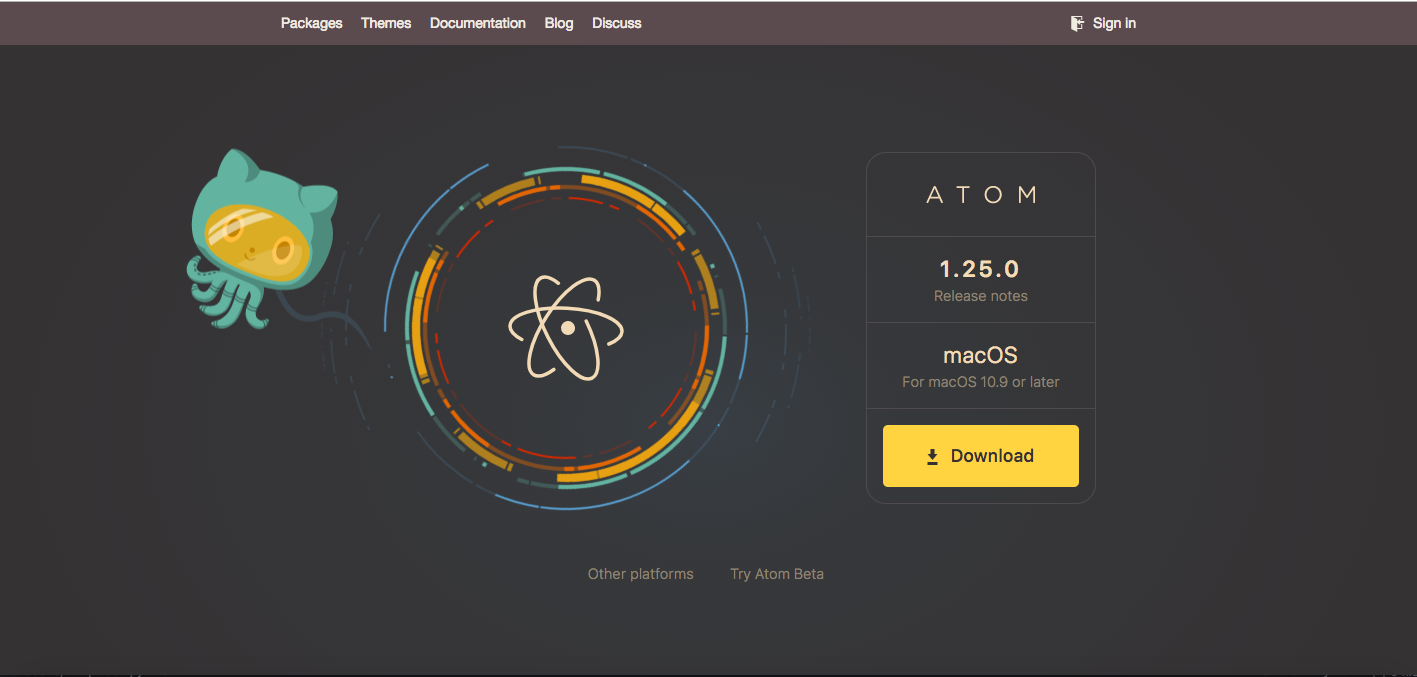 Packages Themes Documentation Blog Discuss Sign in
ATOM
1.25.0
Release notes
macOS
For macOS 10.9 or later
Download
Other platforms Try Atom Beta